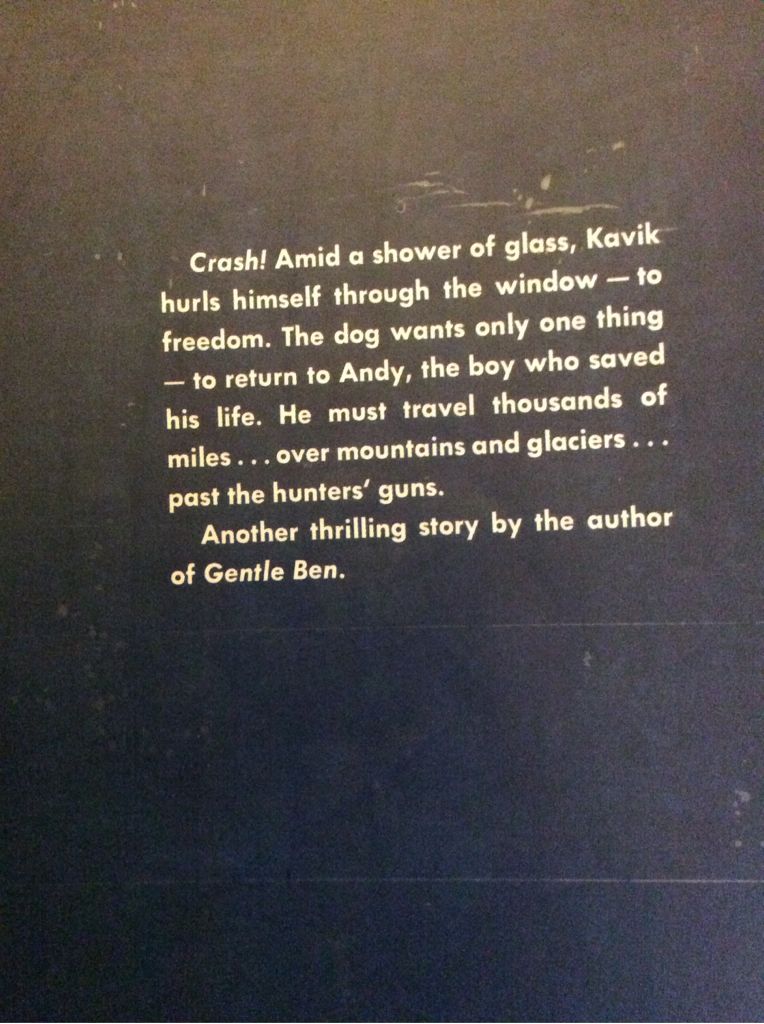 Crash! Amid a shower of glass, Kavik
hurls himself through the window — to
freedom. The dog wants only one thing
— to return to Andy, the boy who saved
his life. He must travel thousands of
miles . . . over mountains and glaciers . . .
past the hunters' guns.
Another thrilling story by the author
of Gentle Ben.